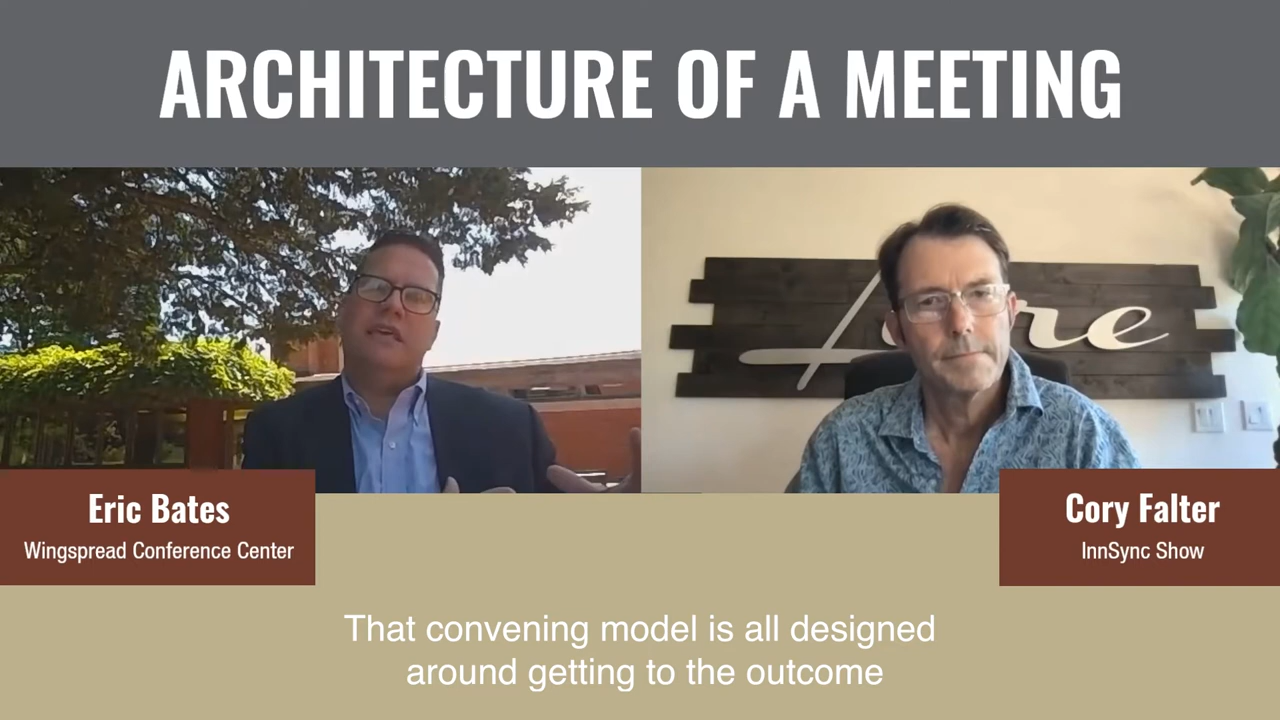 ARCHITECTURE OF A MEETING
Eric Bates
Wingspread Conference Center
Cory Falter
InnSync Show
That convening model is all designed
around getting to the outcome